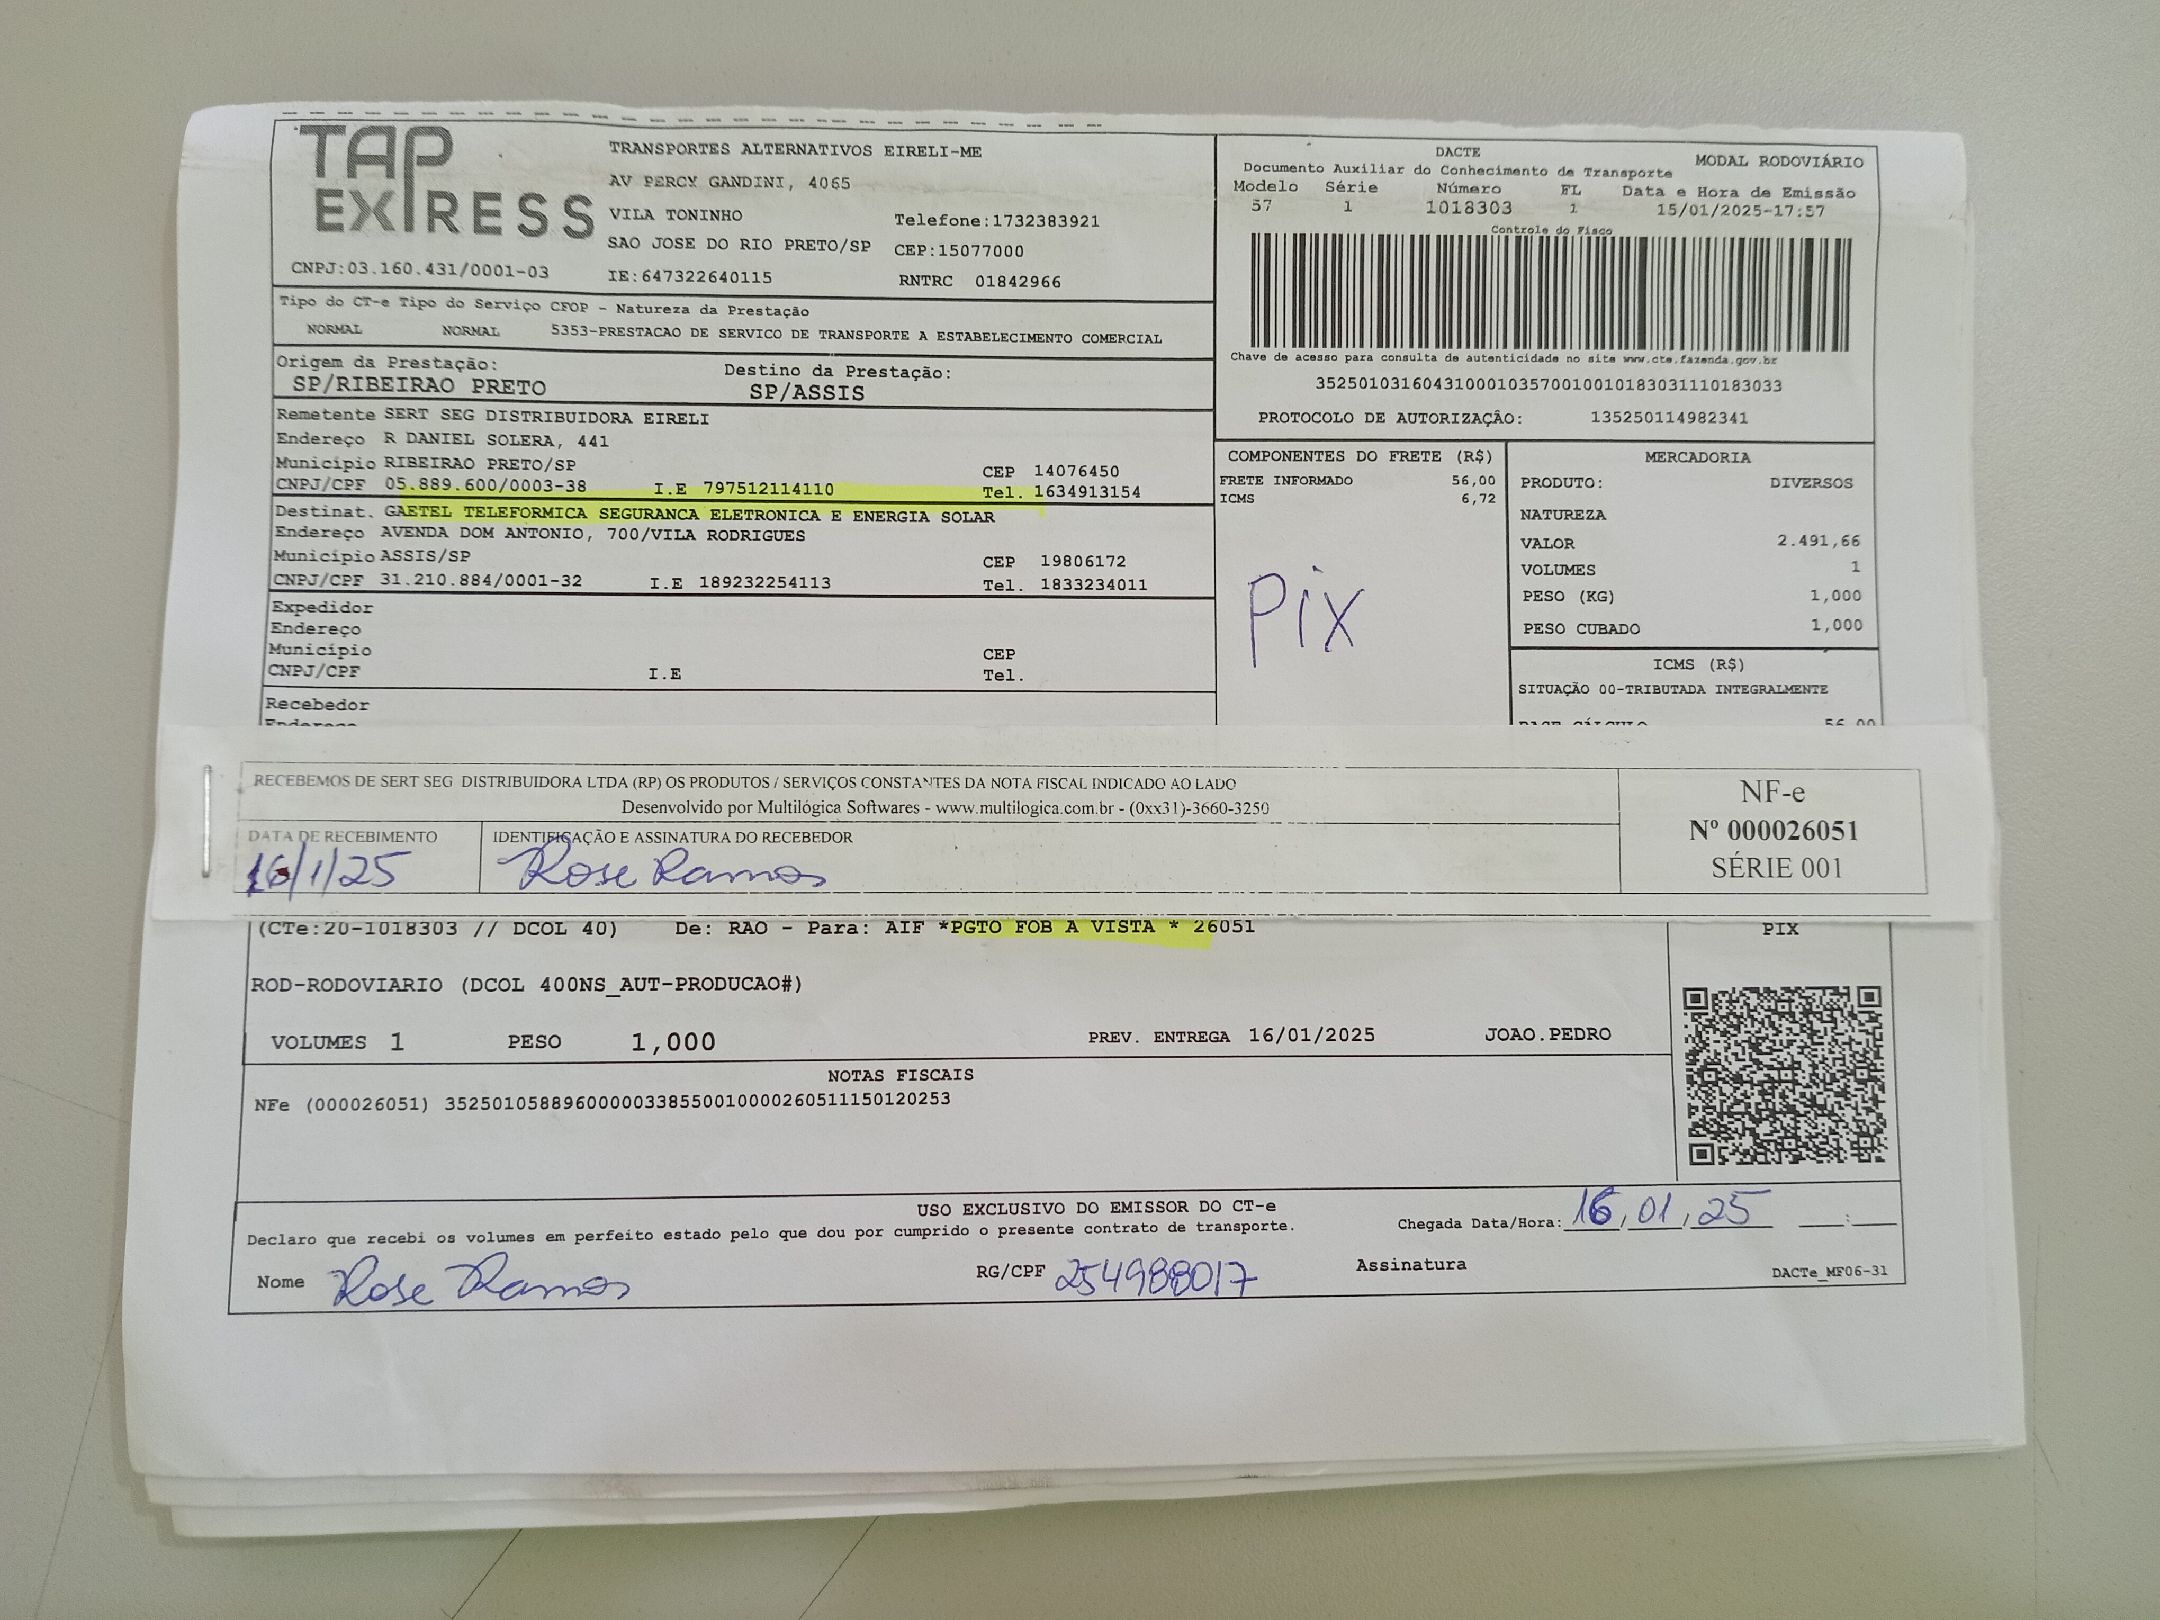 TAP EXPRESS
TRANSPORTES ALTERNATIVOS EIRELI-ME
AV PERCY GANDINI, 4065
VILA TONINHO Telefone:1732383921
SAO JOSE DO RIO PRETO/SP CEP:15077000
CNPJ:03.160.431/0001-03 IE:647322640115 RNTRC 01842966
DACTE MODAL RODOVIÁRIO
Documento Auxiliar do Conhecimento de Transporte
Modelo Série Número FL Data e Hora de Emissão
57 1 1018303 1 15/01/2025-17:57
Controle do Fisco
Chave de acesso para consulta de autenticidade no site www.cte.fazenda.gov.br
35250103160431000103570010010183031110183033
PROTOCOLO DE AUTORIZAÇÂO: 135250114982341
Tipo do CT-e Tipo do Serviço CFOP - Natureza da Prestação
NORMAL NORMAL 5353-PRESTACAO DE SERVICO DE TRANSPORTE A ESTABELECIMENTO COMERCIAL
Origem da Prestação: Destino da Prestação:
SP/RIBEIRAO PRETO SP/ASSIS
Remetente SERT SEG DISTRIBUIDORA EIRELI
Endereço R DANIEL SOLERA, 441
Município RIBEIRAO PRETO/SP CEP 14076450
CNPJ/CPF 05.889.600/0003-38 I.E 797512114110 Tel. 1634913154
Destinat. GAETEL TELEFORMICA SEGURANCA ELETRONICA E ENERGIA SOLAR
Endereço AVENDA DOM ANTONIO, 700/VILA RODRIGUES
Município ASSIS/SP CEP 19806172
CNPJ/CPF 31.210.884/0001-32 I.E 189232254113 Tel. 1833234011
Expedidor
Endereço
Município CEP
CNPJ/CPF I.E Tel.
Recebedor
Endereço
COMPONENTES DO FRETE (R$)
FRETE INFORMADO 56,00
ICMS 6,72
Pix
MERCADORIA
PRODUTO: DIVERSOS
NATUREZA
VALOR 2.491,66
VOLUMES 1
PESO (KG) 1,000
PESO CUBADO 1,000
ICMS (R$)
SITUAÇÃO 00-TRIBUTADA INTEGRALMENTE
BASE CÁLCULO 56,00
RECEBEMOS DE SERT SEG DISTRIBUIDORA LTDA (RP) OS PRODUTOS / SERVIÇOS CONSTANTES DA NOTA FISCAL INDICADO AO LADO
Desenvolvido por Multilógica Softwares - www.multilogica.com.br - (0xx31)-3660-3250
DATA DE RECEBIMENTO IDENTIFICAÇÃO E ASSINATURA DO RECEBEDOR
16/1/25 Rose Ramos
NF-e
Nº 000026051
SÉRIE 001
(CTe:20-1018303 // DCOL 40) De: RAO - Para: AIF *PGTO FOB A VISTA * 26051
PIX
ROD-RODOVIARIO (DCOL 400NS_AUT-PRODUCAO#)
VOLUMES 1 PESO 1,000 PREV. ENTREGA 16/01/2025 JOAO.PEDRO
NOTAS FISCAIS
NFe (000026051) 35250105889600000338550010000260511150120253
USO EXCLUSIVO DO EMISSOR DO CT-e
Declaro que recebi os volumes em perfeito estado pelo que dou por cumprido o presente contrato de transporte.
Chegada Data/Hora: 16,01,25 __:__
Nome Rose Ramos RG/CPF 254988017 Assinatura
DACTe_MF06-31